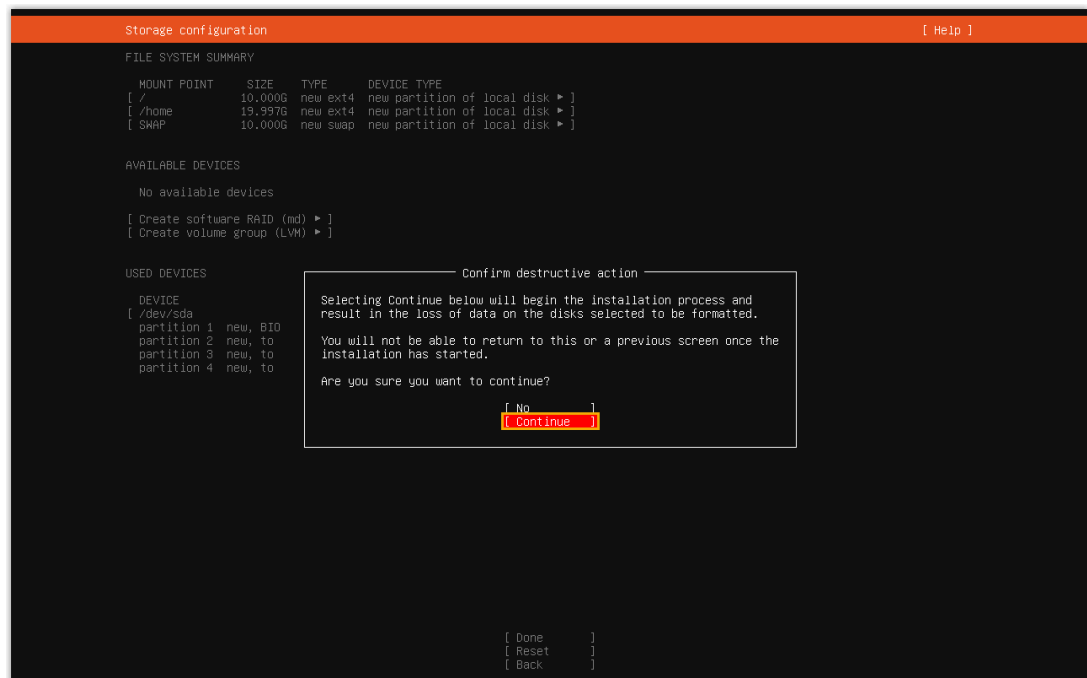 Storage configuration [ Help ]
FILE SYSTEM SUMMARY
MOUNT POINT SIZE TYPE DEVICE TYPE
[ / 10.000G new ext4 new partition of local disk ▸ ]
[ /home 19.997G new ext4 new partition of local disk ▸ ]
[ SWAP 10.000G new swap new partition of local disk ▸ ]
AVAILABLE DEVICES
No available devices
[ Create software RAID (md) ▸ ]
[ Create volume group (LVM) ▸ ]
USED DEVICES
DEVICE
[ /dev/sda
partition 1 new, BIO
partition 2 new, to
partition 3 new, to
partition 4 new, to
Confirm destructive action
Selecting Continue below will begin the installation process and
result in the loss of data on the disks selected to be formatted.
You will not be able to return to this or a previous screen once the
installation has started.
Are you sure you want to continue?
[ No ]
[ Continue ]
[ Done ]
[ Reset ]
[ Back ]